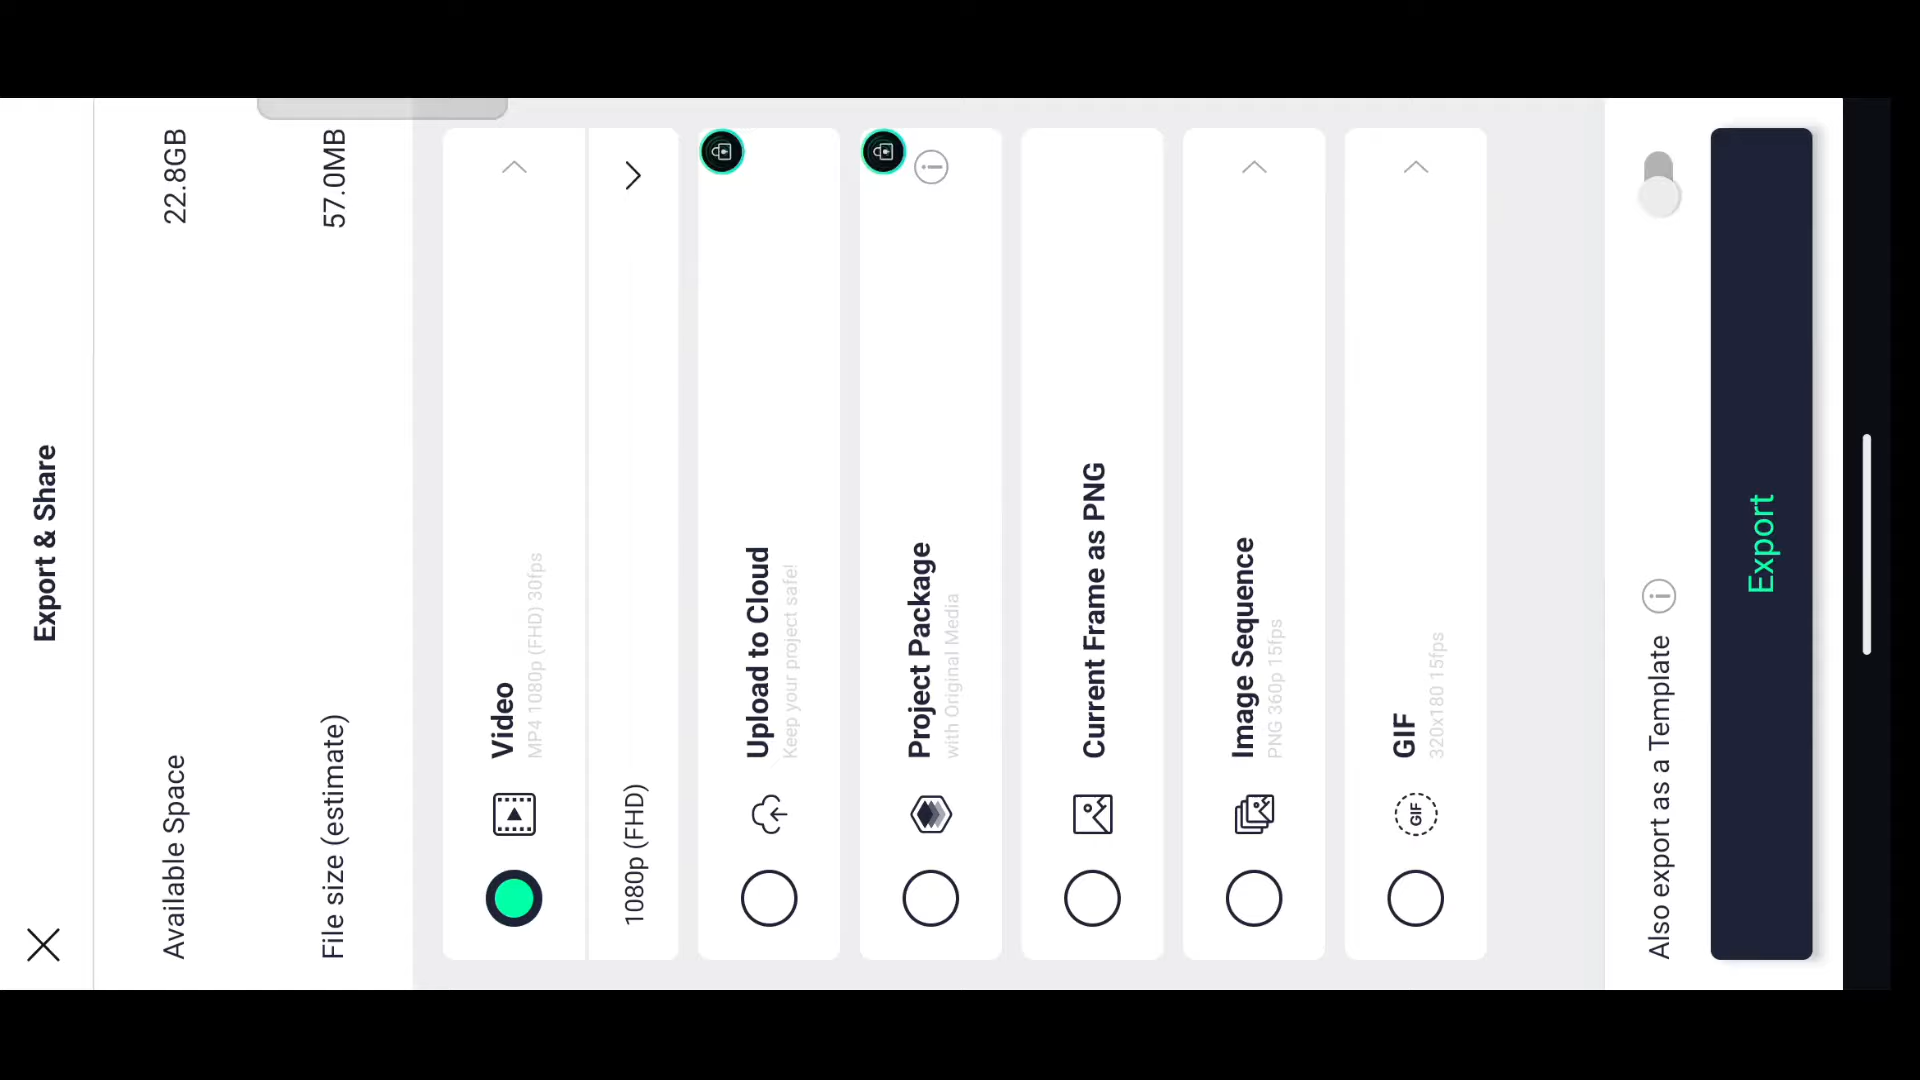 Export & Share
Available Space 22.8GB
File size (estimate) 57.0MB
Video
MP4 1080p (FHD) 30fps
1080p (FHD)
Upload to Cloud
Keep your project safe!
Project Package
with Original Media
Current Frame as PNG
Image Sequence
PNG 360p 15fps
GIF
GIF
320x180 15fps
Also export as a Template
Export